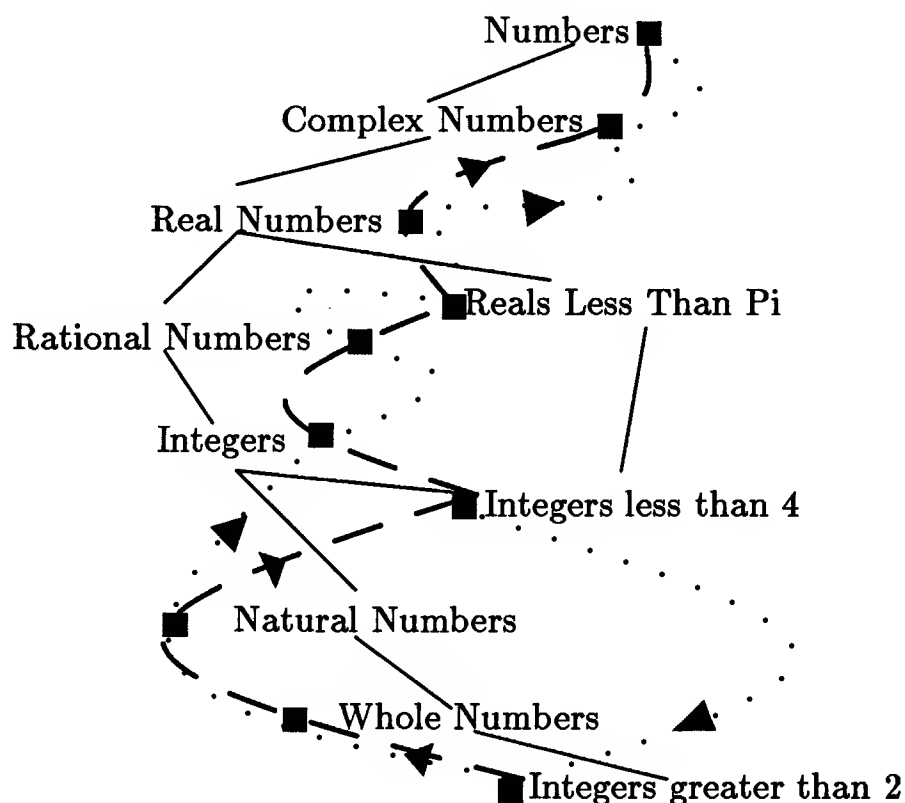 Numbers
Complex Numbers
Real Numbers
Reals Less Than Pi
Rational Numbers
Integers
Integers less than 4
Natural Numbers
Whole Numbers
Integers greater than 2